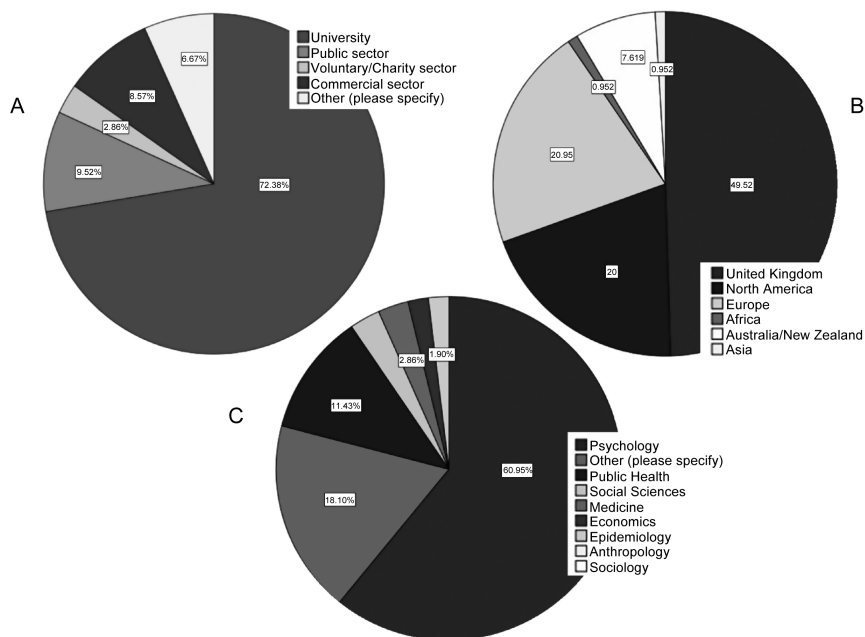 A
6.67%
8.57%
2.86%
9.52%
72.38%
University
Public sector
Voluntary/Charity sector
Commercial sector
Other (please specify)
B
0.952
7.619
0.952
20.95
49.52
20
United Kingdom
North America
Europe
Africa
Australia/New Zealand
Asia
C
1.90%
2.86%
11.43%
18.10%
60.95%
Psychology
Other (please specify)
Public Health
Social Sciences
Medicine
Economics
Epidemiology
Anthropology
Sociology